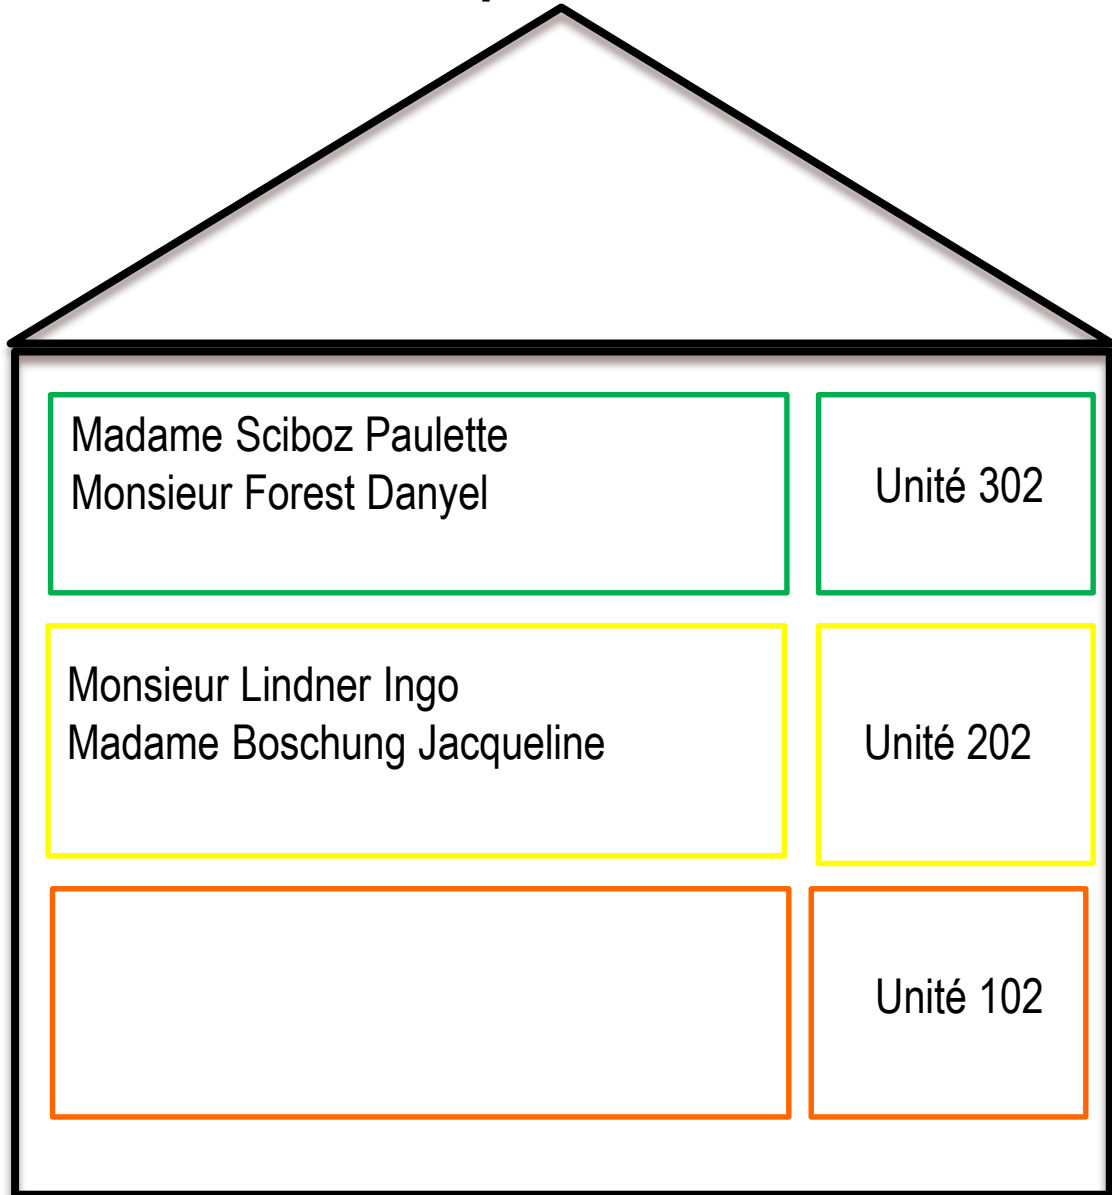 Madame Sciboz Paulette
Monsieur Forest Danyel
Unité 302
Monsieur Lindner Ingo
Madame Boschung Jacqueline
Unité 202
Unité 102